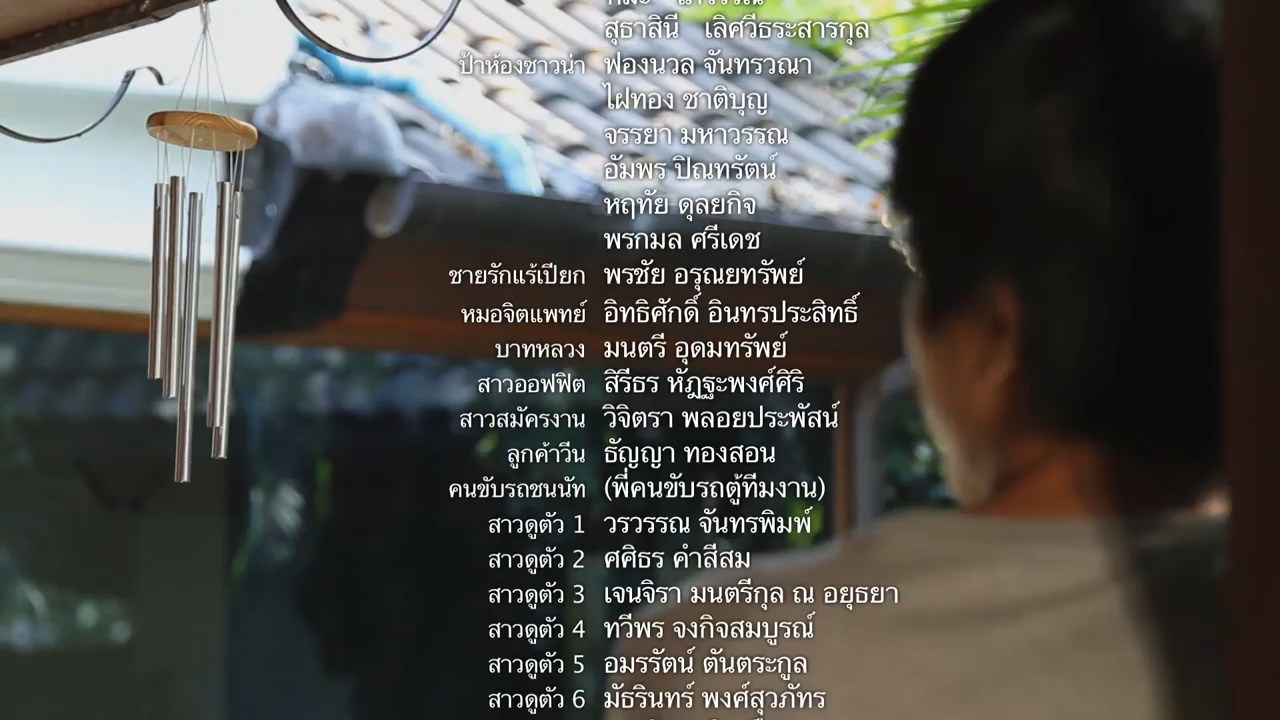 สุธาสินี เลิศวีธระสารกุล
ป้าห้องซาวน่า ฟองนวล จันทรวณา
ไฝทอง ชาติบุญ
จรรยา มหาวรรณ
อัมพร ปิณฑรัตน์
หฤทัย ดุลยกิจ
พรกมล ศรีเดช
ชายรักแร้เปียก พรชัย อรุณยทรัพย์
หมอจิตแพทย์ อิทธิศักดิ์ อินทรประสิทธิ์
บาทหลวง มนตรี อุดมทรัพย์
สาวออฟฟิต สิรีธร หัฎฐะพงศ์ศิริ
สาวสมัครงาน วิจิตรา พลอยประพัสน์
ลูกค้าวีน ธัญญา ทองสอน
คนขับรถชนนัท (พี่คนขับรถตู้ทีมงาน)
สาวดูตัว 1 วรวรรณ จันทรพิมพ์
สาวดูตัว 2 ศศิธร คำสีสม
สาวดูตัว 3 เจนจิรา มนตรีกุล ณ อยุธยา
สาวดูตัว 4 ทวีพร จงกิจสมบูรณ์
สาวดูตัว 5 อมรรัตน์ ตันตระกูล
สาวดูตัว 6 มัธรินทร์ พงศ์สุวภัทร